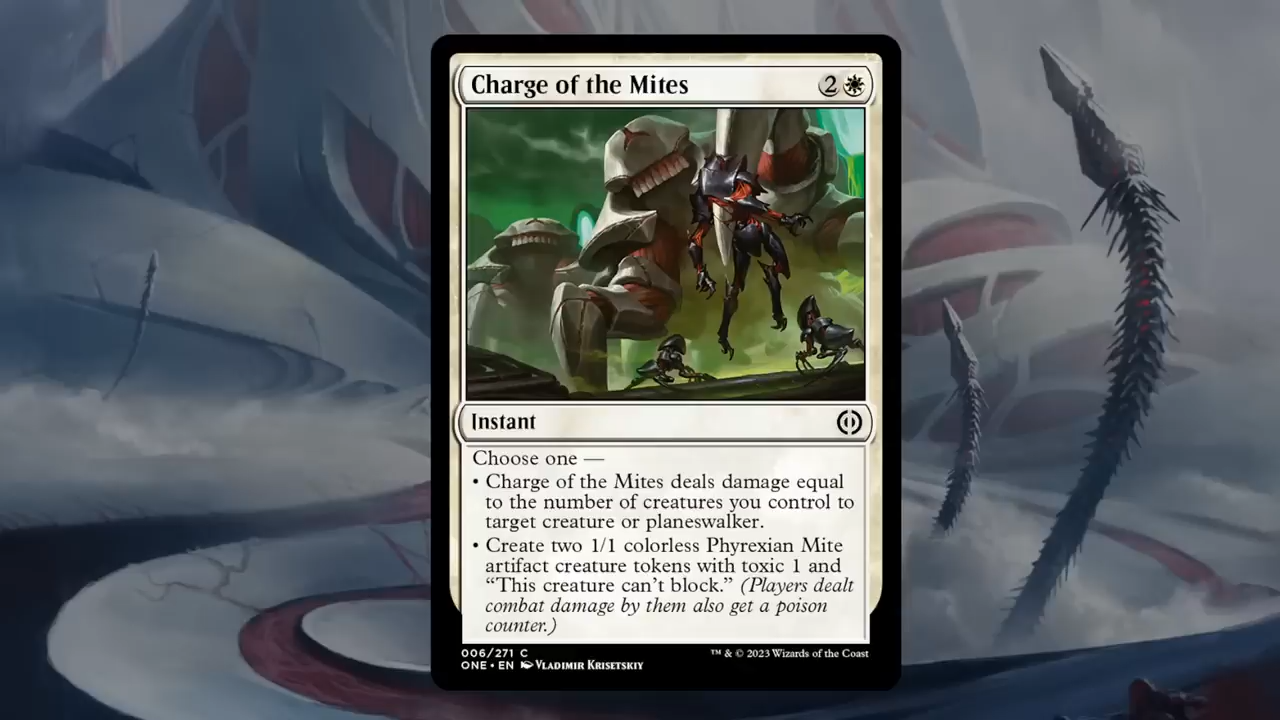 Charge of the Mites 2
Instant
Choose one —
• Charge of the Mites deals damage equal
to the number of creatures you control to
target creature or planeswalker.
• Create two 1/1 colorless Phyrexian Mite
artifact creature tokens with toxic 1 and
“This creature can’t block.” (Players dealt
combat damage by them also get a poison
counter.)
006/271 C
ONE • EN Vladimir Krisetskiy
™ & © 2023 Wizards of the Coast